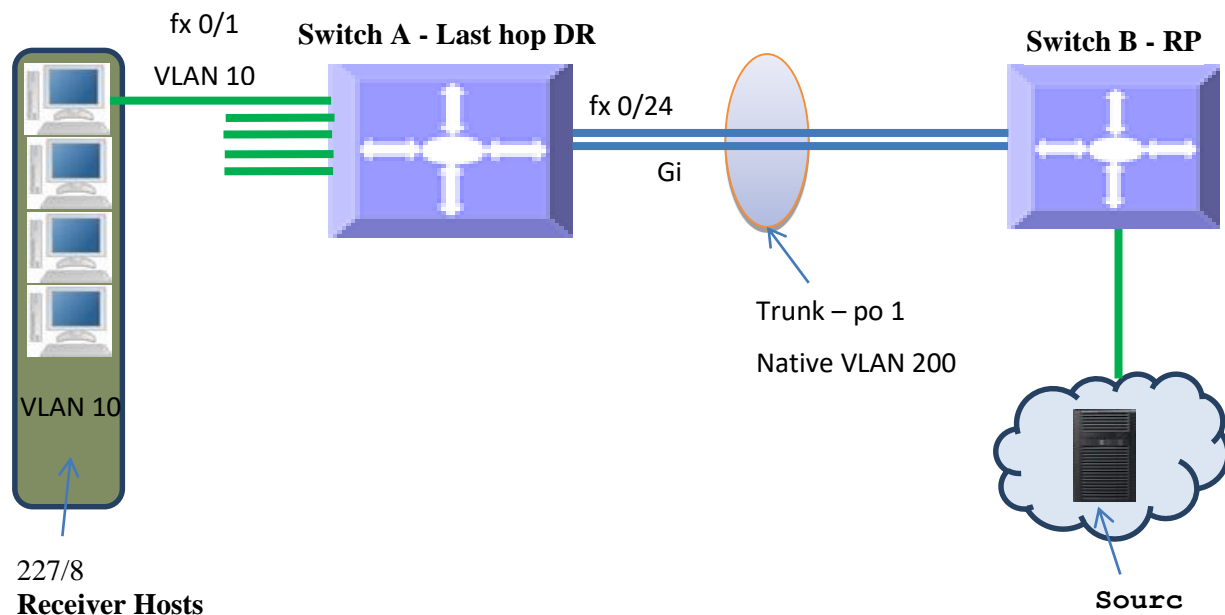 fx 0/1
VLAN 10
Switch A - Last hop DR
fx 0/24
Gi
Switch B - RP
Trunk – po 1
Native VLAN 200
VLAN 10
227/8
Receiver Hosts
Sourc